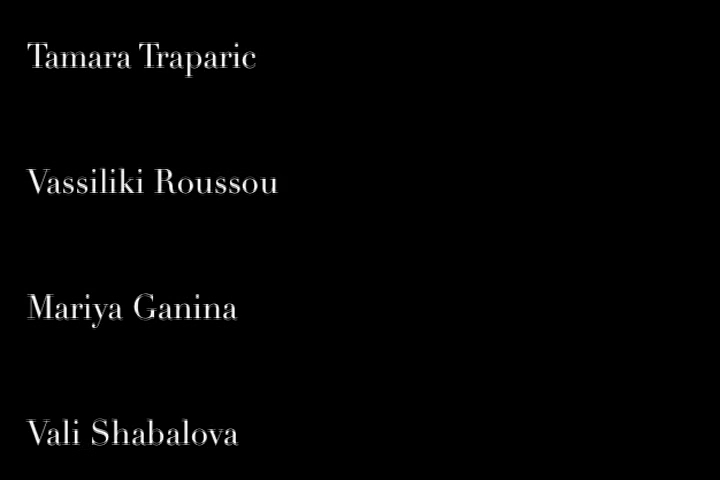 Tamara Traparic
Vassiliki Roussou
Mariya Ganina
Vali Shabalova